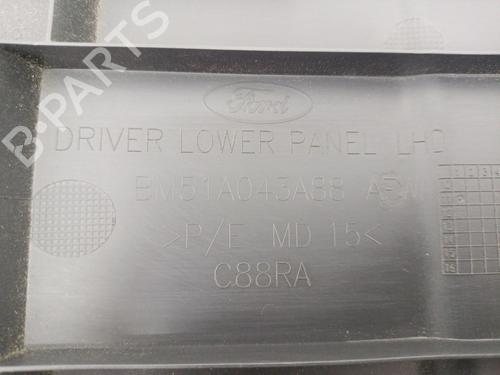 B-PARTS
Ford
DRIVER LOWER PANEL LHD
BM51A043A88 A
>P/E MD 15<
C88RA